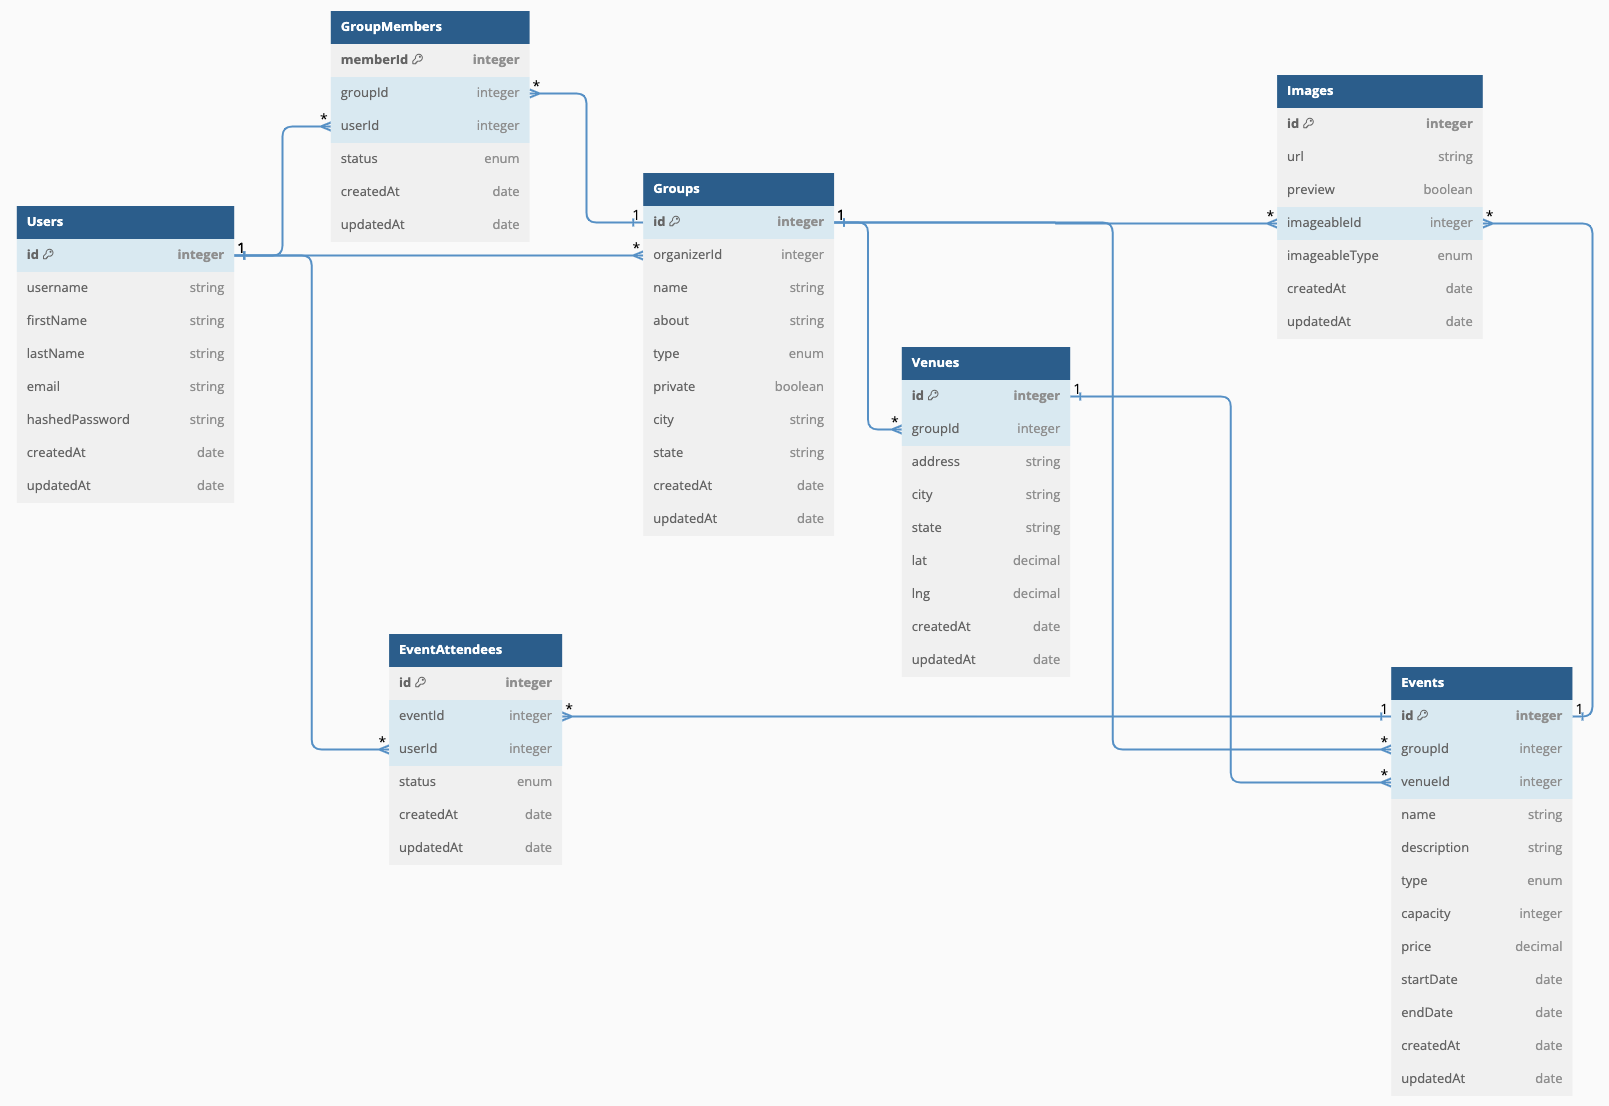 GroupMembers
memberId integer
groupId integer *
* userId integer
status enum
createdAt date
updatedAt date
Users
id integer 1
username string
firstName string
lastName string
email string
hashedPassword string
createdAt date
updatedAt date
Groups
1 id integer 1
* organizerId integer
name string
about string
type enum
private boolean
city string
state string
createdAt date
updatedAt date
Images
id integer
url string
preview boolean
* imageableId integer *
imageableType enum
createdAt date
updatedAt date
Venues
id integer 1
* groupId integer
address string
city string
state string
lat decimal
lng decimal
createdAt date
updatedAt date
EventAttendees
id integer
eventId integer *
* userId integer
status enum
createdAt date
updatedAt date
Events
1 id integer 1
* groupId integer
* venueId integer
name string
description string
type enum
capacity integer
price decimal
startDate date
endDate date
createdAt date
updatedAt date